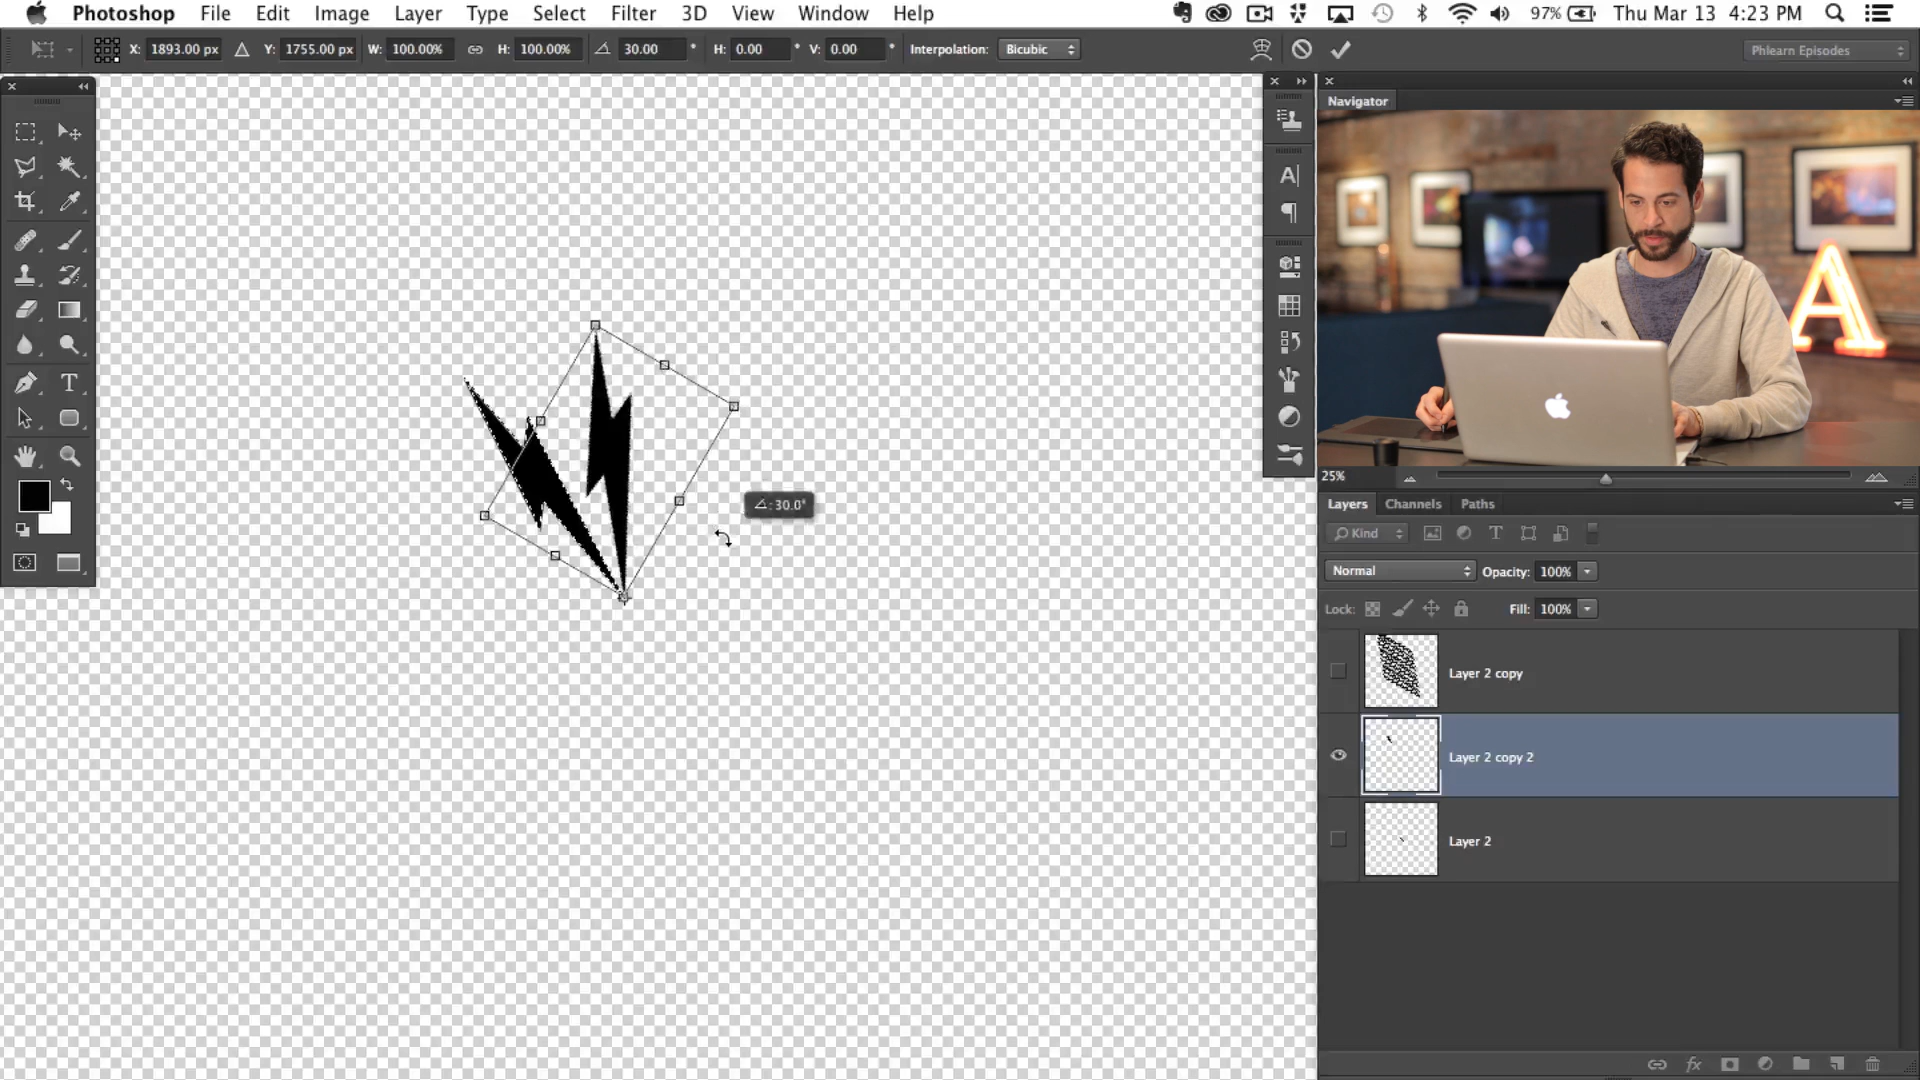 Photoshop File Edit Image Layer Type Select Filter 3D View Window Help 97% Thu Mar 13 4:23 PM
X: 1893.00 px Y: 1755.00 px W: 100.00% H: 100.00% 30.00 ° H: 0.00 ° V: 0.00 ° Interpolation: Bicubic Phlearn Episodes
Navigator
A
30.0°
25%
Layers Channels Paths
Kind
Normal Opacity: 100%
Lock: Fill: 100%
Layer 2 copy
Layer 2 copy 2
Layer 2